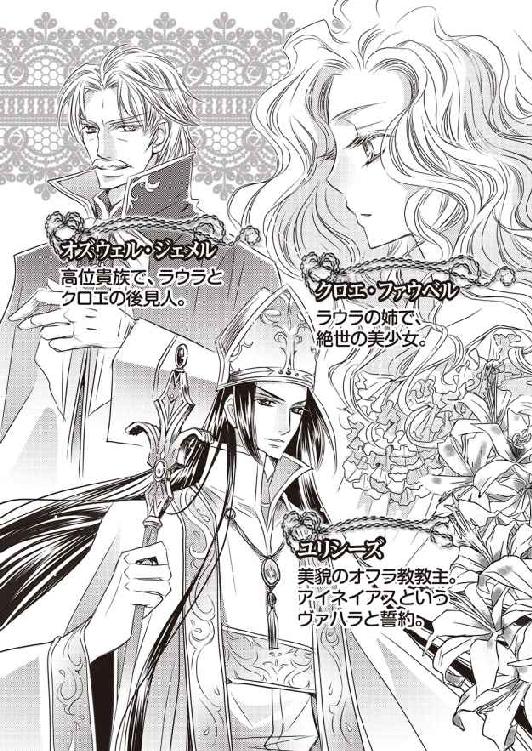 オズウェル・ジェメル
高位貴族で、ラウラと
クロエの後見人。
クロエ・ファウベル
ラウラの姉で、
絶世の美少女。
ユリシーズ
美貌のオフラ教教主。
アイネイアスという
ヴァハラと誓約。